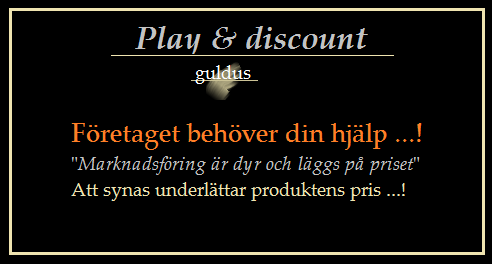 Play & discount
guldus
Företaget behöver din hjälp ...!
"Marknadsföring är dyr och läggs på priset"
Att synas underlättar produktens pris ...!